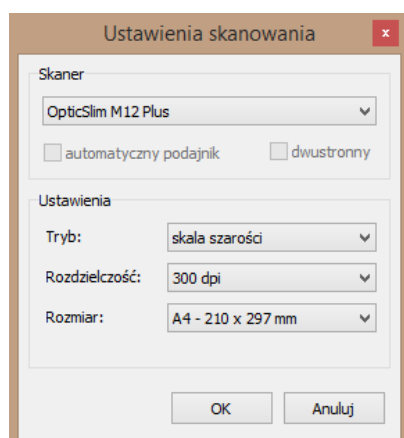 Ustawienia skanowania
x
Skaner
OpticSlim M12 Plus
automatyczny podajnik dwustronny
Ustawienia
Tryb: skala szarości
Rozdzielczość: 300 dpi
Rozmiar: A4 - 210 x 297 mm
OK Anuluj